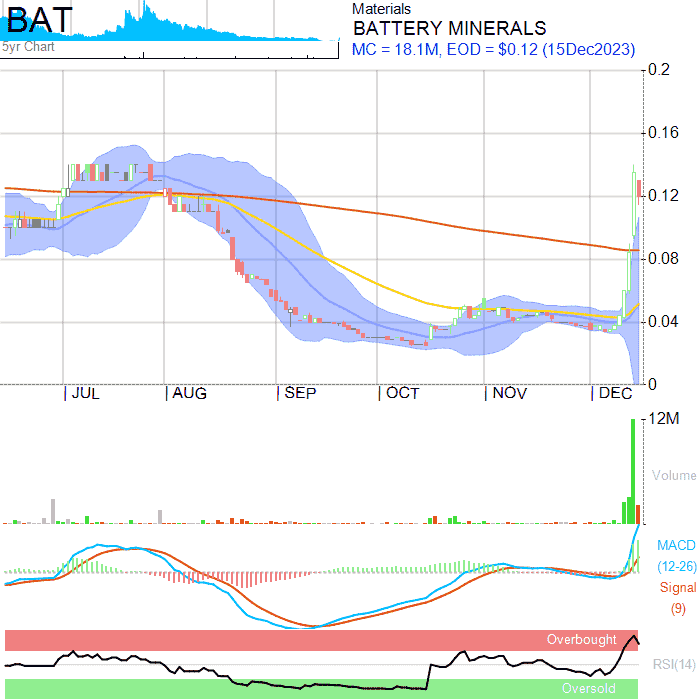 BAT
5yr Chart
Materials
BATTERY MINERALS
MC = 18.1M, EOD = $0.12 (15Dec2023)
0.2
0.16
0.12
0.08
0.04
0
JUL
AUG
SEP
OCT
NOV
DEC
12M
Volume
MACD
(12-26)
Signal
(9)
Overbought
RSI(14)
Oversold